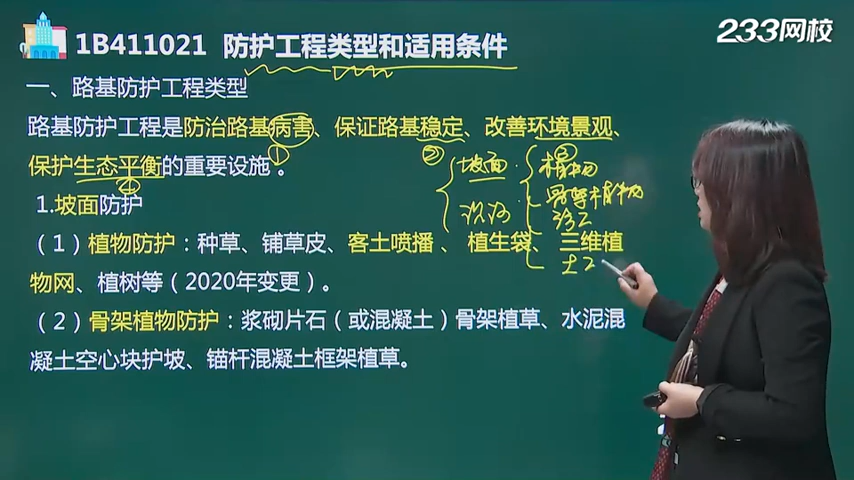 233网校
1B411021 防护工程类型和适用条件
一、路基防护工程类型
路基防护工程是防治路基病害、保证路基稳定、改善环境景观、
保护生态平衡的重要设施 。
① ② ③ ④
坡面
植物
骨架植物
沿河
圬工
土工
1.坡面防护
（1）植物防护：种草、铺草皮、客土喷播 、植生袋、三维植
物网、植树等（2020年变更）。
（2）骨架植物防护：浆砌片石（或混凝土）骨架植草、水泥混
凝土空心块护坡、锚杆混凝土框架植草。